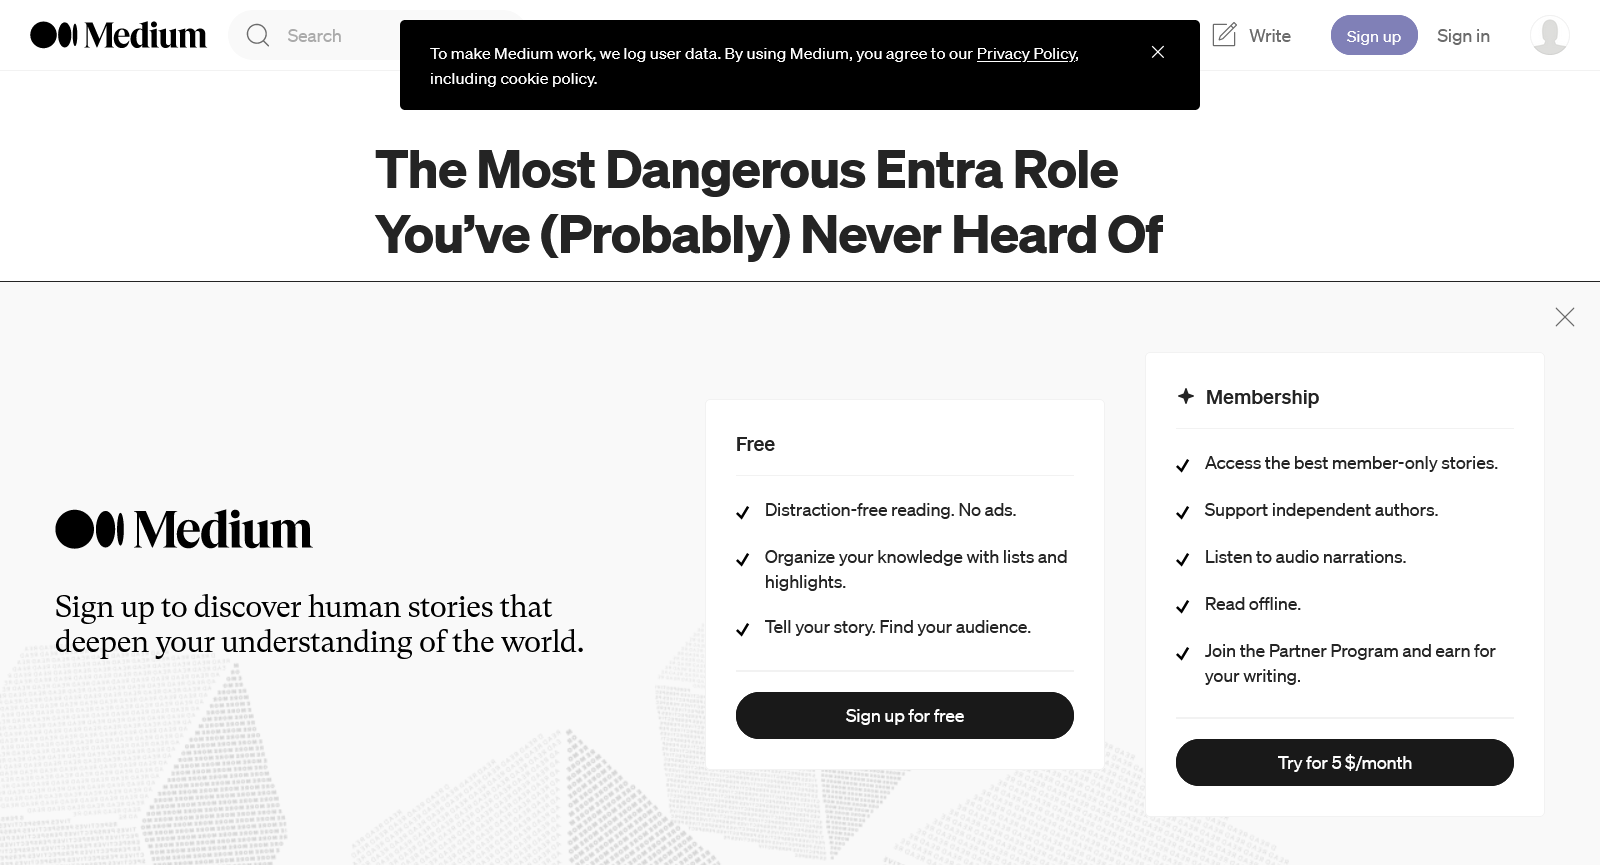 Medium
Search
To make Medium work, we log user data. By using Medium, you agree to our Privacy Policy,
including cookie policy.
Write
Sign up
Sign in
The Most Dangerous Entra Role
You’ve (Probably) Never Heard Of
Medium
Sign up to discover human stories that
deepen your understanding of the world.
Free
Distraction-free reading. No ads.
Organize your knowledge with lists and
highlights.
Tell your story. Find your audience.
Sign up for free
Membership
Access the best member-only stories.
Support independent authors.
Listen to audio narrations.
Read offline.
Join the Partner Program and earn for
your writing.
Try for 5 $/month